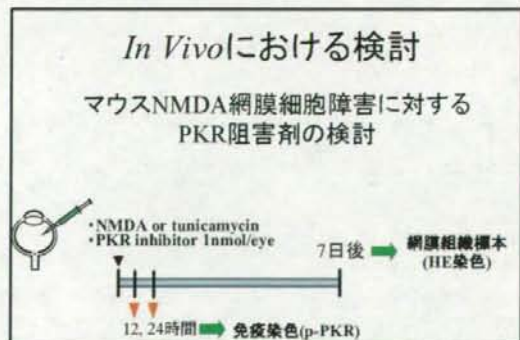 In Vivoにおける検討
マウスNMDA網膜細胞障害に対する
PKR阻害剤の検討
・NMDA or tunicamycin
・PKR inhibitor 1nmol/eye
7日後 網膜組織標本
(HE染色)
12, 24時間 免疫染色(p-PKR)